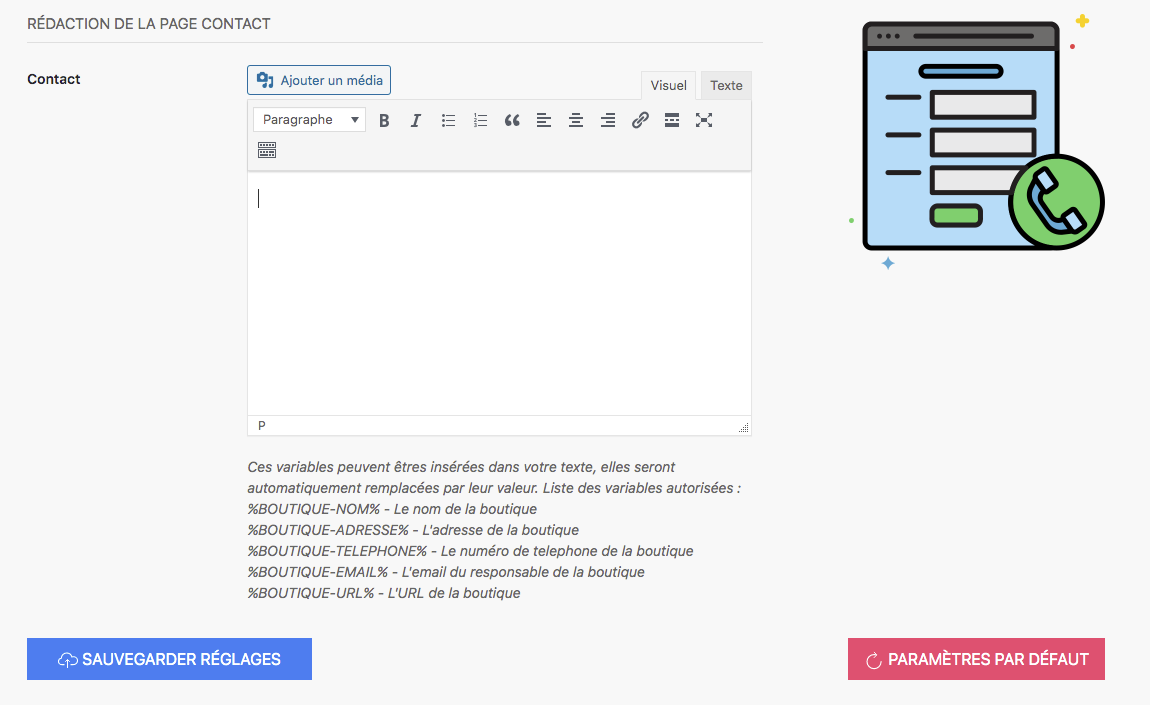 RÉDACTION DE LA PAGE CONTACT
Contact
Ajouter un média
Visuel
Texte
Paragraphe
P
Ces variables peuvent êtres insérées dans votre texte, elles seront
automatiquement remplacées par leur valeur. Liste des variables autorisées :
%BOUTIQUE-NOM% - Le nom de la boutique
%BOUTIQUE-ADRESSE% - L'adresse de la boutique
%BOUTIQUE-TELEPHONE% - Le numéro de telephone de la boutique
%BOUTIQUE-EMAIL% - L'email du responsable de la boutique
%BOUTIQUE-URL% - L'URL de la boutique
SAUVEGARDER RÉGLAGES
PARAMÈTRES PAR DÉFAUT